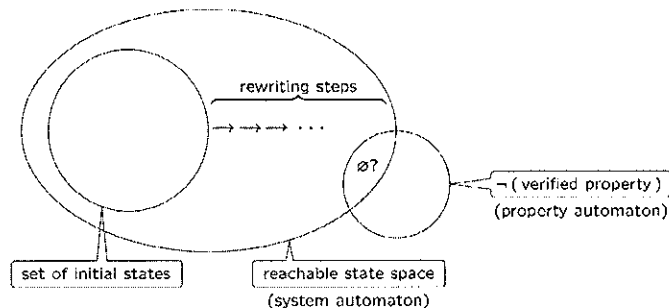 rewriting steps
→ → → ···
∅?
¬ ( verified property )
(property automaton)
set of initial states
reachable state space
(system automaton)